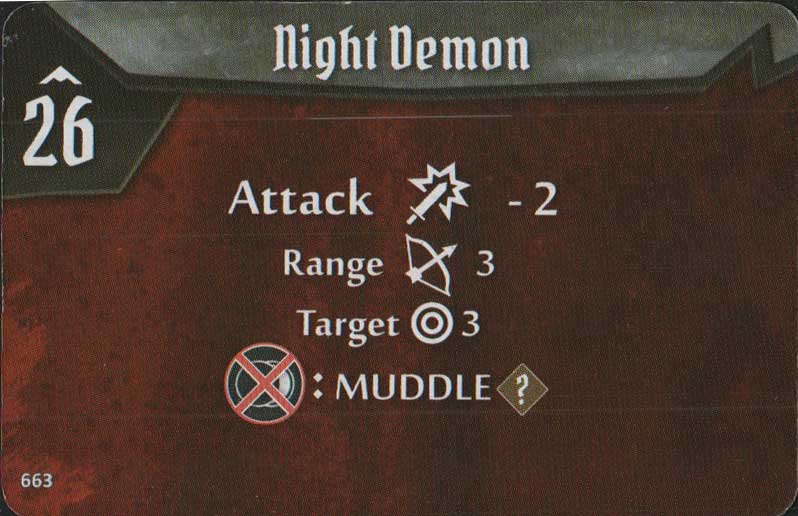 Night Demon
26
Attack - 2
Range 3
Target 3
: MUDDLE ?
663